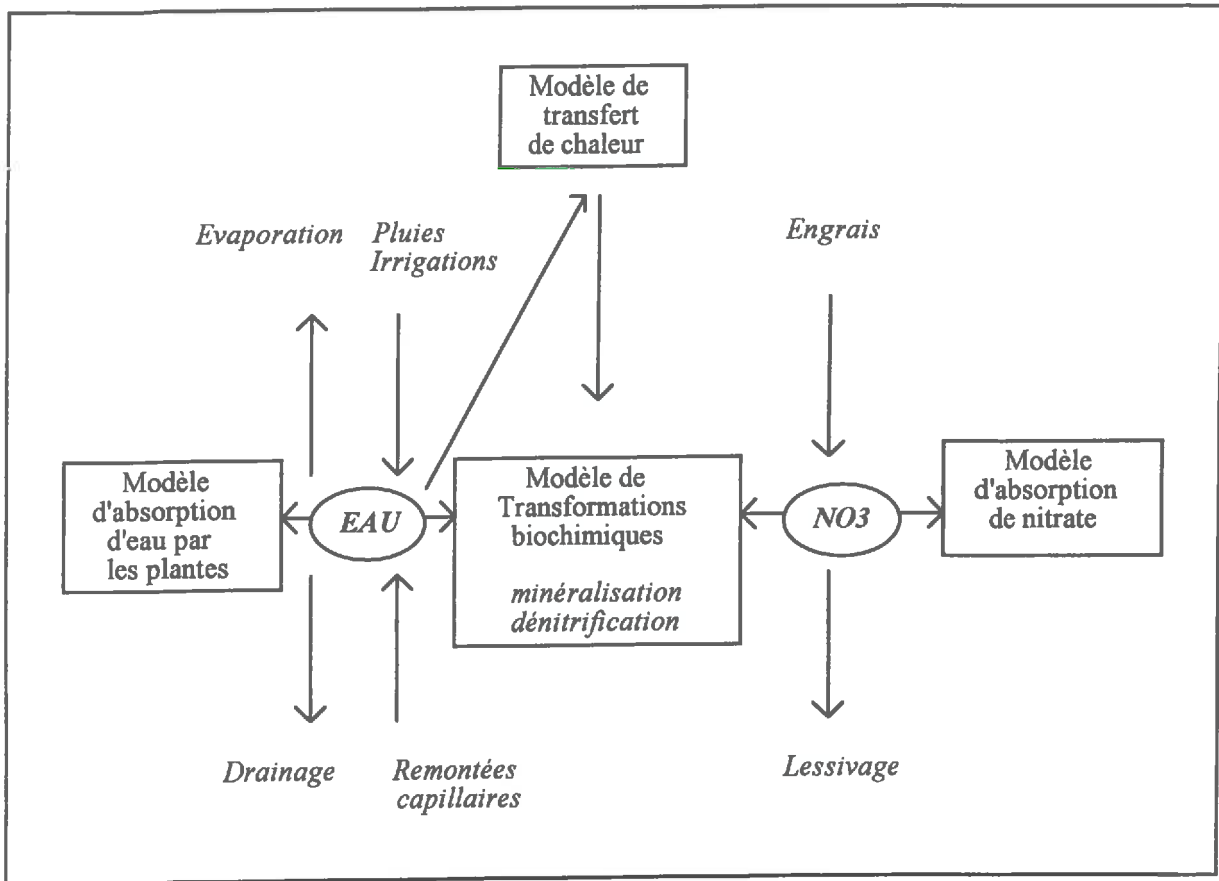 Modèle de
transfert
de chaleur
Evaporation
Pluies
Irrigations
Engrais
Modèle
d'absorption
d'eau par
les plantes
EAU
Modèle de
Transformations
biochimiques
minéralisation
dénitrification
NO3
Modèle
d'absorption
de nitrate
Drainage
Remontées
capillaires
Lessivage